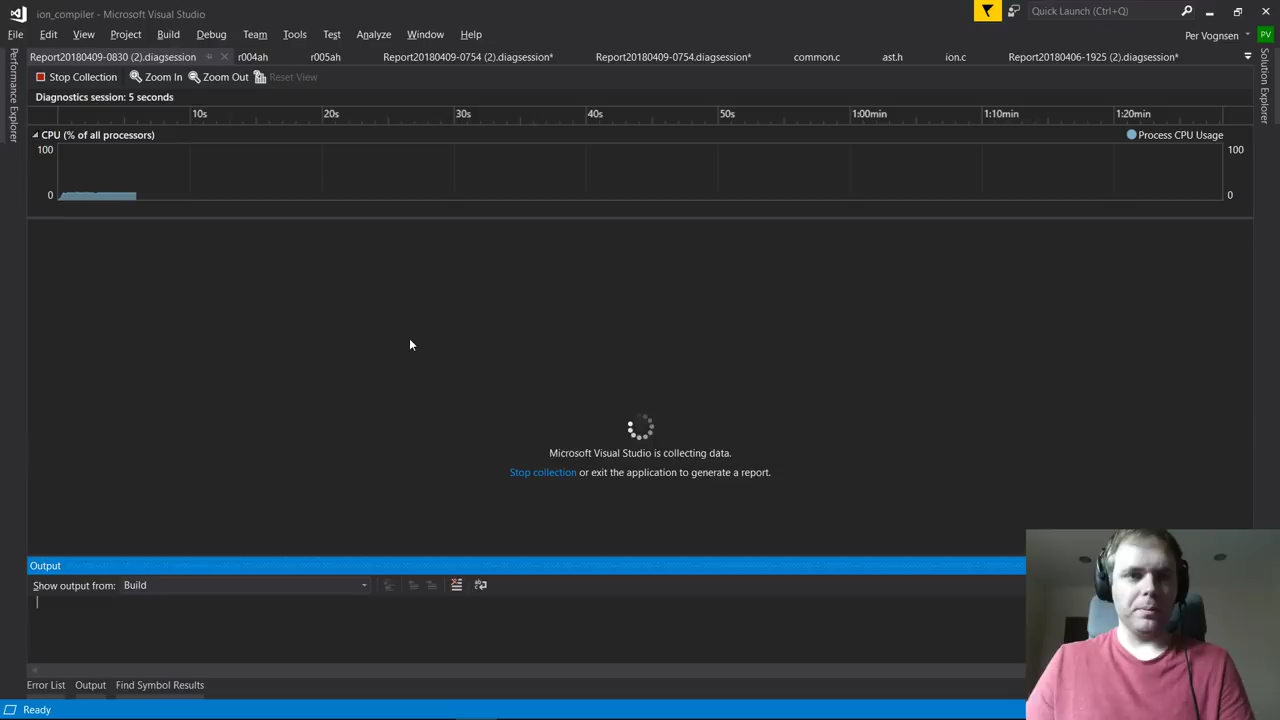 ion_compiler - Microsoft Visual Studio
Quick Launch (Ctrl+Q)
File Edit View Project Build Debug Team Tools Test Analyze Window Help
Per Vognsen
PV
Report20180409-0830 (2).diagsession
r004ah
r005ah
Report20180409-0754 (2).diagsession*
Report20180409-0754.diagsession*
common.c
ast.h
ion.c
Report20180406-1925 (2).diagsession*
Performance Explorer
Solution Explorer
Stop Collection Zoom In Zoom Out Reset View
Diagnostics session: 5 seconds
10s 20s 30s 40s 50s 1:00min 1:10min 1:20min
CPU (% of all processors)
Process CPU Usage
100 100
0 0
Microsoft Visual Studio is collecting data.
Stop collection or exit the application to generate a report.
Output
Show output from: Build
Error List Output Find Symbol Results
Ready